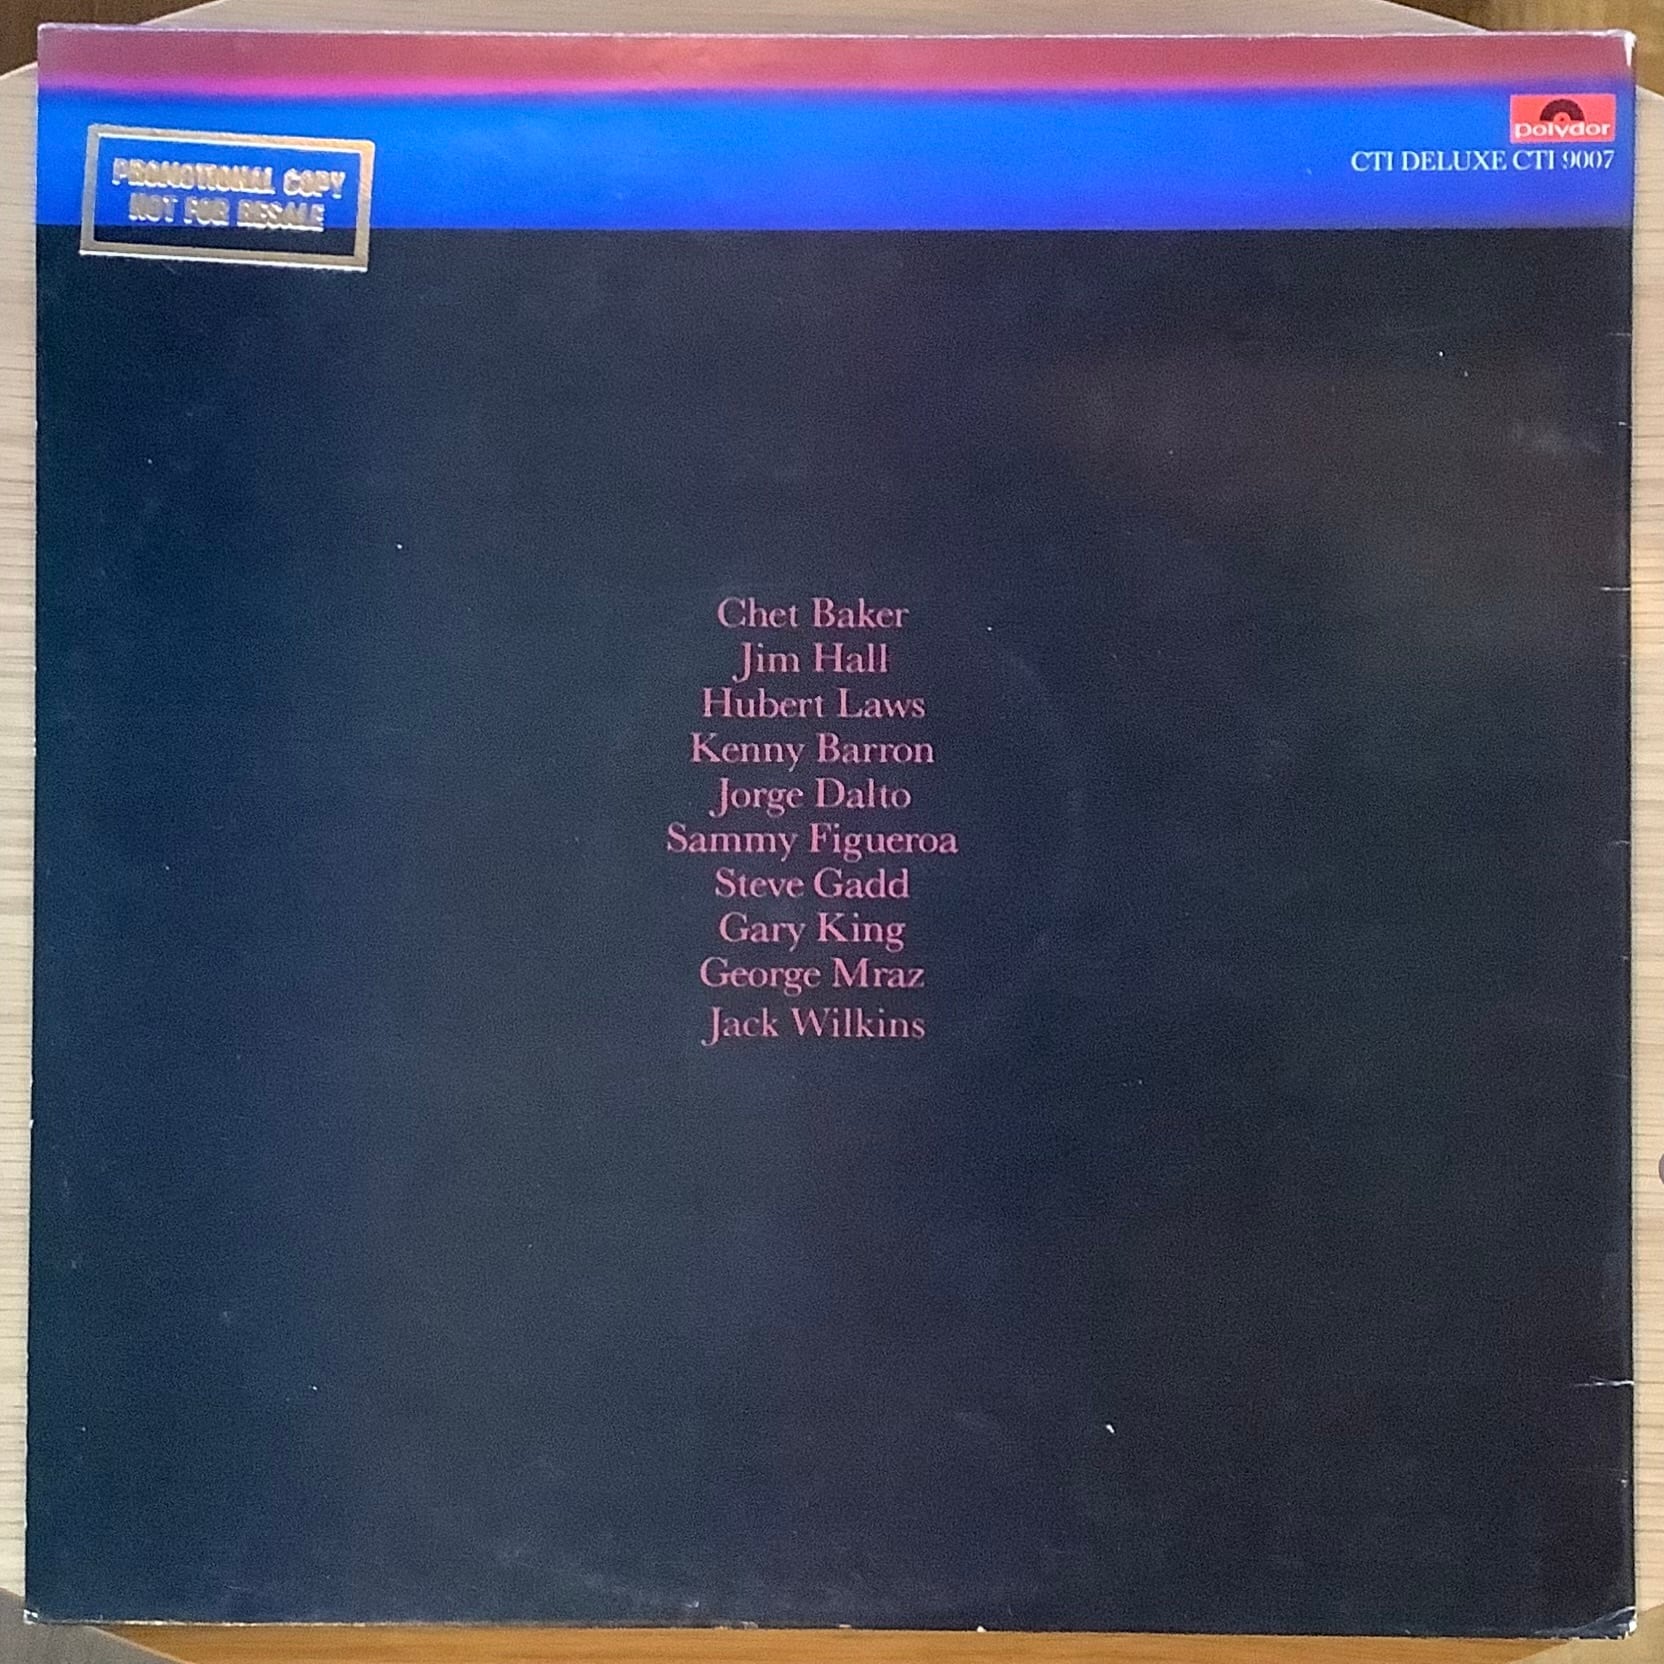 polydor
CTI DELUXE CTI 9007
PROMOTIONAL COPY
NOT FOR RESALE
Chet Baker
Jim Hall
Hubert Laws
Kenny Barron
Jorge Dalto
Sammy Figueroa
Steve Gadd
Gary King
George Mraz
Jack Wilkins